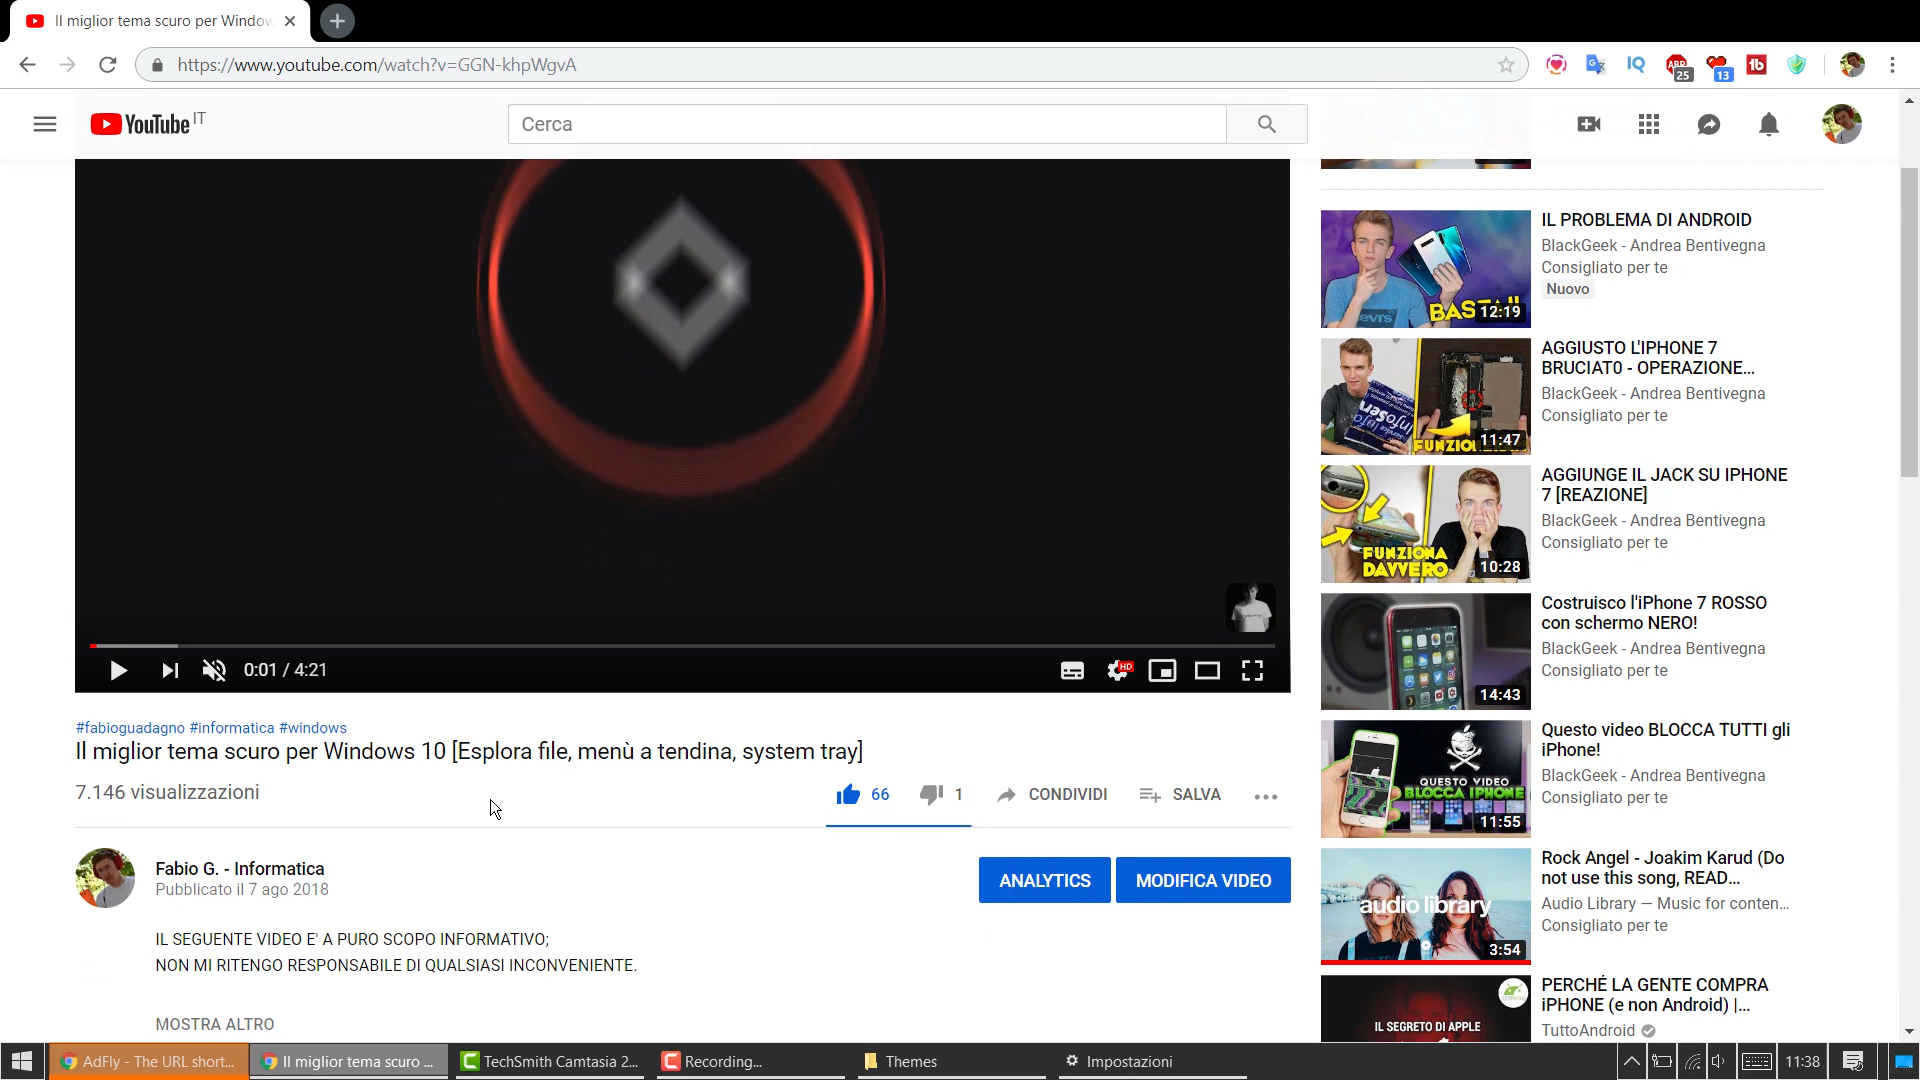 Il miglior tema scuro per Windo
https://www.youtube.com/watch?v=GGN-khpWgvA
25
13
YouTube IT
Cerca
0:01 / 4:21
HD
#fabioguadagno #informatica #windows
Il miglior tema scuro per Windows 10 [Esplora file, menù a tendina, system tray]
7.146 visualizzazioni
66
1
CONDIVIDI
SALVA
Fabio G. - Informatica
Pubblicato il 7 ago 2018
ANALYTICS
MODIFICA VIDEO
IL SEGUENTE VIDEO E' A PURO SCOPO INFORMATIVO;
NON MI RITENGO RESPONSABILE DI QUALSIASI INCONVENIENTE.
MOSTRA ALTRO
12:19
IL PROBLEMA DI ANDROID
BlackGeek - Andrea Bentivegna
Consigliato per te
Nuovo
11:47
AGGIUSTO L'IPHONE 7
BRUCIAT0 - OPERAZIONE...
BlackGeek - Andrea Bentivegna
Consigliato per te
FUNZIONA
DAVVERO
10:28
AGGIUNGE IL JACK SU IPHONE
7 [REAZIONE]
BlackGeek - Andrea Bentivegna
Consigliato per te
14:43
Costruisco l'iPhone 7 ROSSO
con schermo NERO!
BlackGeek - Andrea Bentivegna
Consigliato per te
QUESTO VIDEO
BLOCCA IPHONE
11:55
Questo video BLOCCA TUTTI gli
iPhone!
BlackGeek - Andrea Bentivegna
Consigliato per te
audio library
3:54
Rock Angel - Joakim Karud (Do
not use this song, READ...
Audio Library — Music for conten...
Consigliato per te
IL SEGRETO DI APPLE
PERCHÉ LA GENTE COMPRA
iPHONE (e non Android) |...
TuttoAndroid
AdFly - The URL short...
Il miglior tema scuro ...
TechSmith Camtasia 2...
Recording...
Themes
Impostazioni
11:38